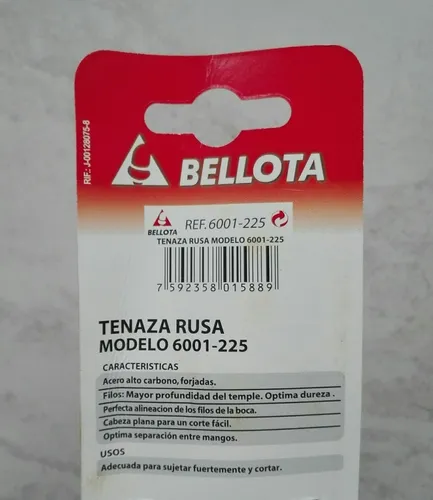 RIF.: J-00128075-8
BELLOTA
BELLOTA
REF.6001-225
TENAZA RUSA MODELO 6001-225
7 592358 015889
TENAZA RUSA
MODELO 6001-225
CARACTERISTICAS
Acero alto carbono, forjadas.
Filos: Mayor profundidad del temple. Optima dureza .
Perfecta alineacion de los filos de la boca.
Cabeza plana para un corte fácil.
Optima separación entre mangos.
USOS
Adecuada para sujetar fuertemente y cortar.